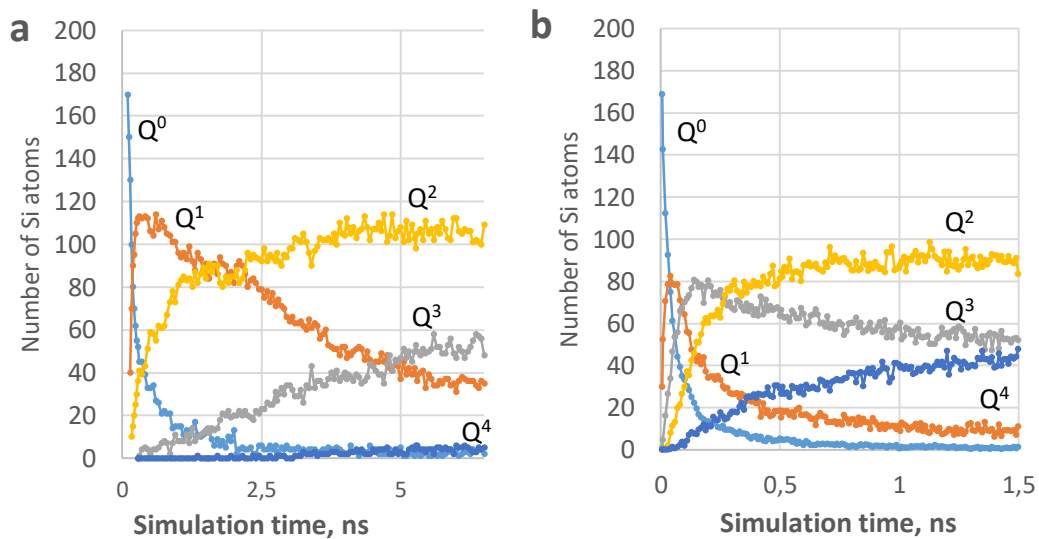 a
200
180
160
140
120
100
80
60
40
20
0
Number of Si atoms
Q⁰
Q¹
Q²
Q³
Q⁴
0
2,5
5
Simulation time, ns
b
200
180
160
140
120
100
80
60
40
20
0
Number of Si atoms
Q⁰
Q²
Q³
Q¹
Q⁴
0
0,5
1
1,5
Simulation time, ns